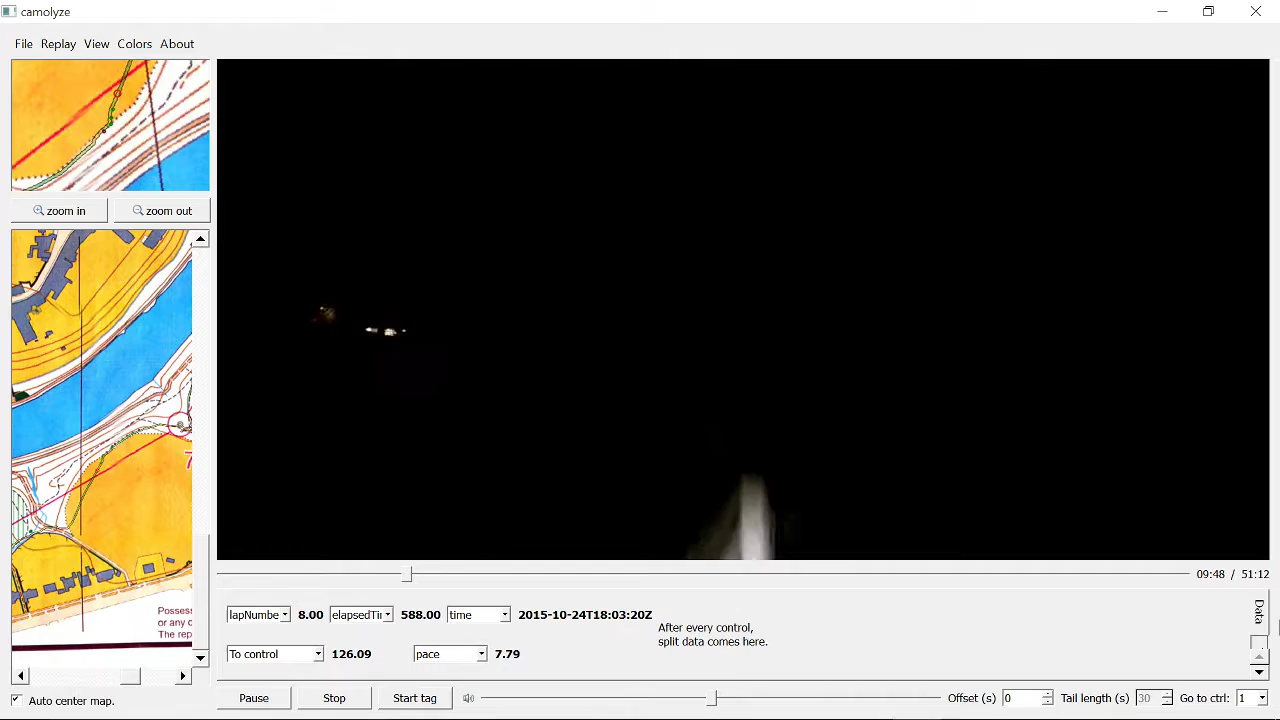 camolyze
File Replay View Colors About
zoom in zoom out
7
Possess
or any c
The rep
09:48 / 51:12
lapNumbe 8.00 elapsedTi 588.00 time 2015-10-24T18:03:20Z
After every control,
split data comes here.
To control 126.09 pace 7.79
Data
Auto center map.
Pause Stop Start tag Offset (s) 0 Tail length (s) 30 Go to ctrl: 1